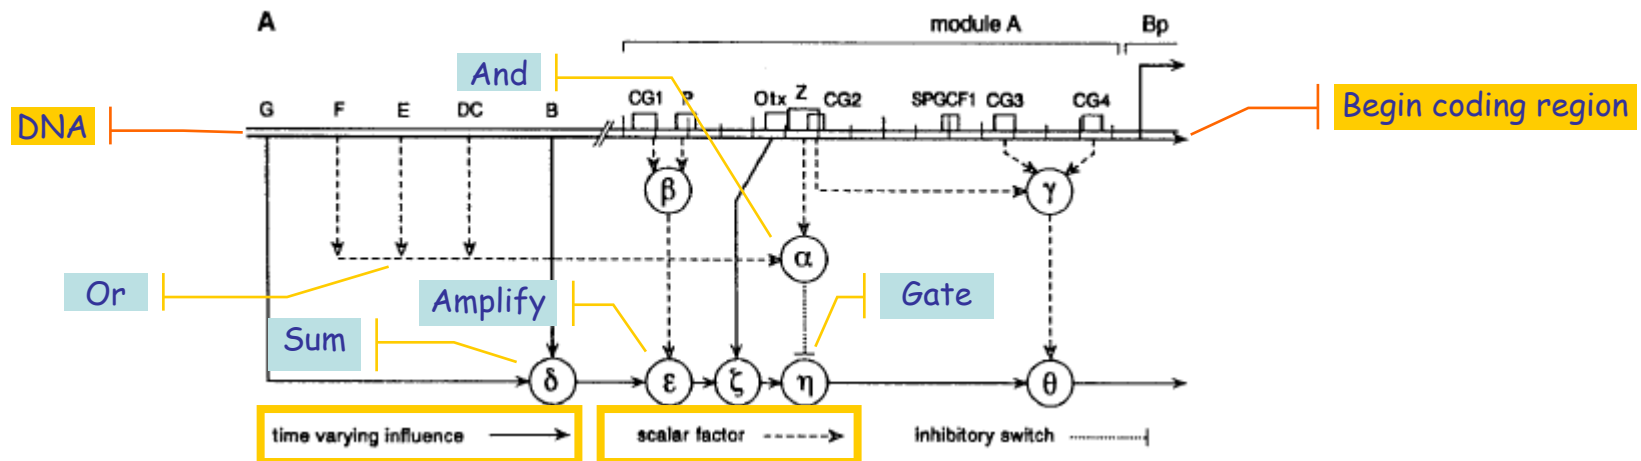 A
module A
Bp
And
G F E DC B
CG1 P Otx Z CG2 SPGCF1 CG3 CG4
DNA
Begin coding region
β
γ
α
Or
Amplify
Gate
Sum
δ ε ζ η θ
time varying influence
scalar factor
inhibitory switch